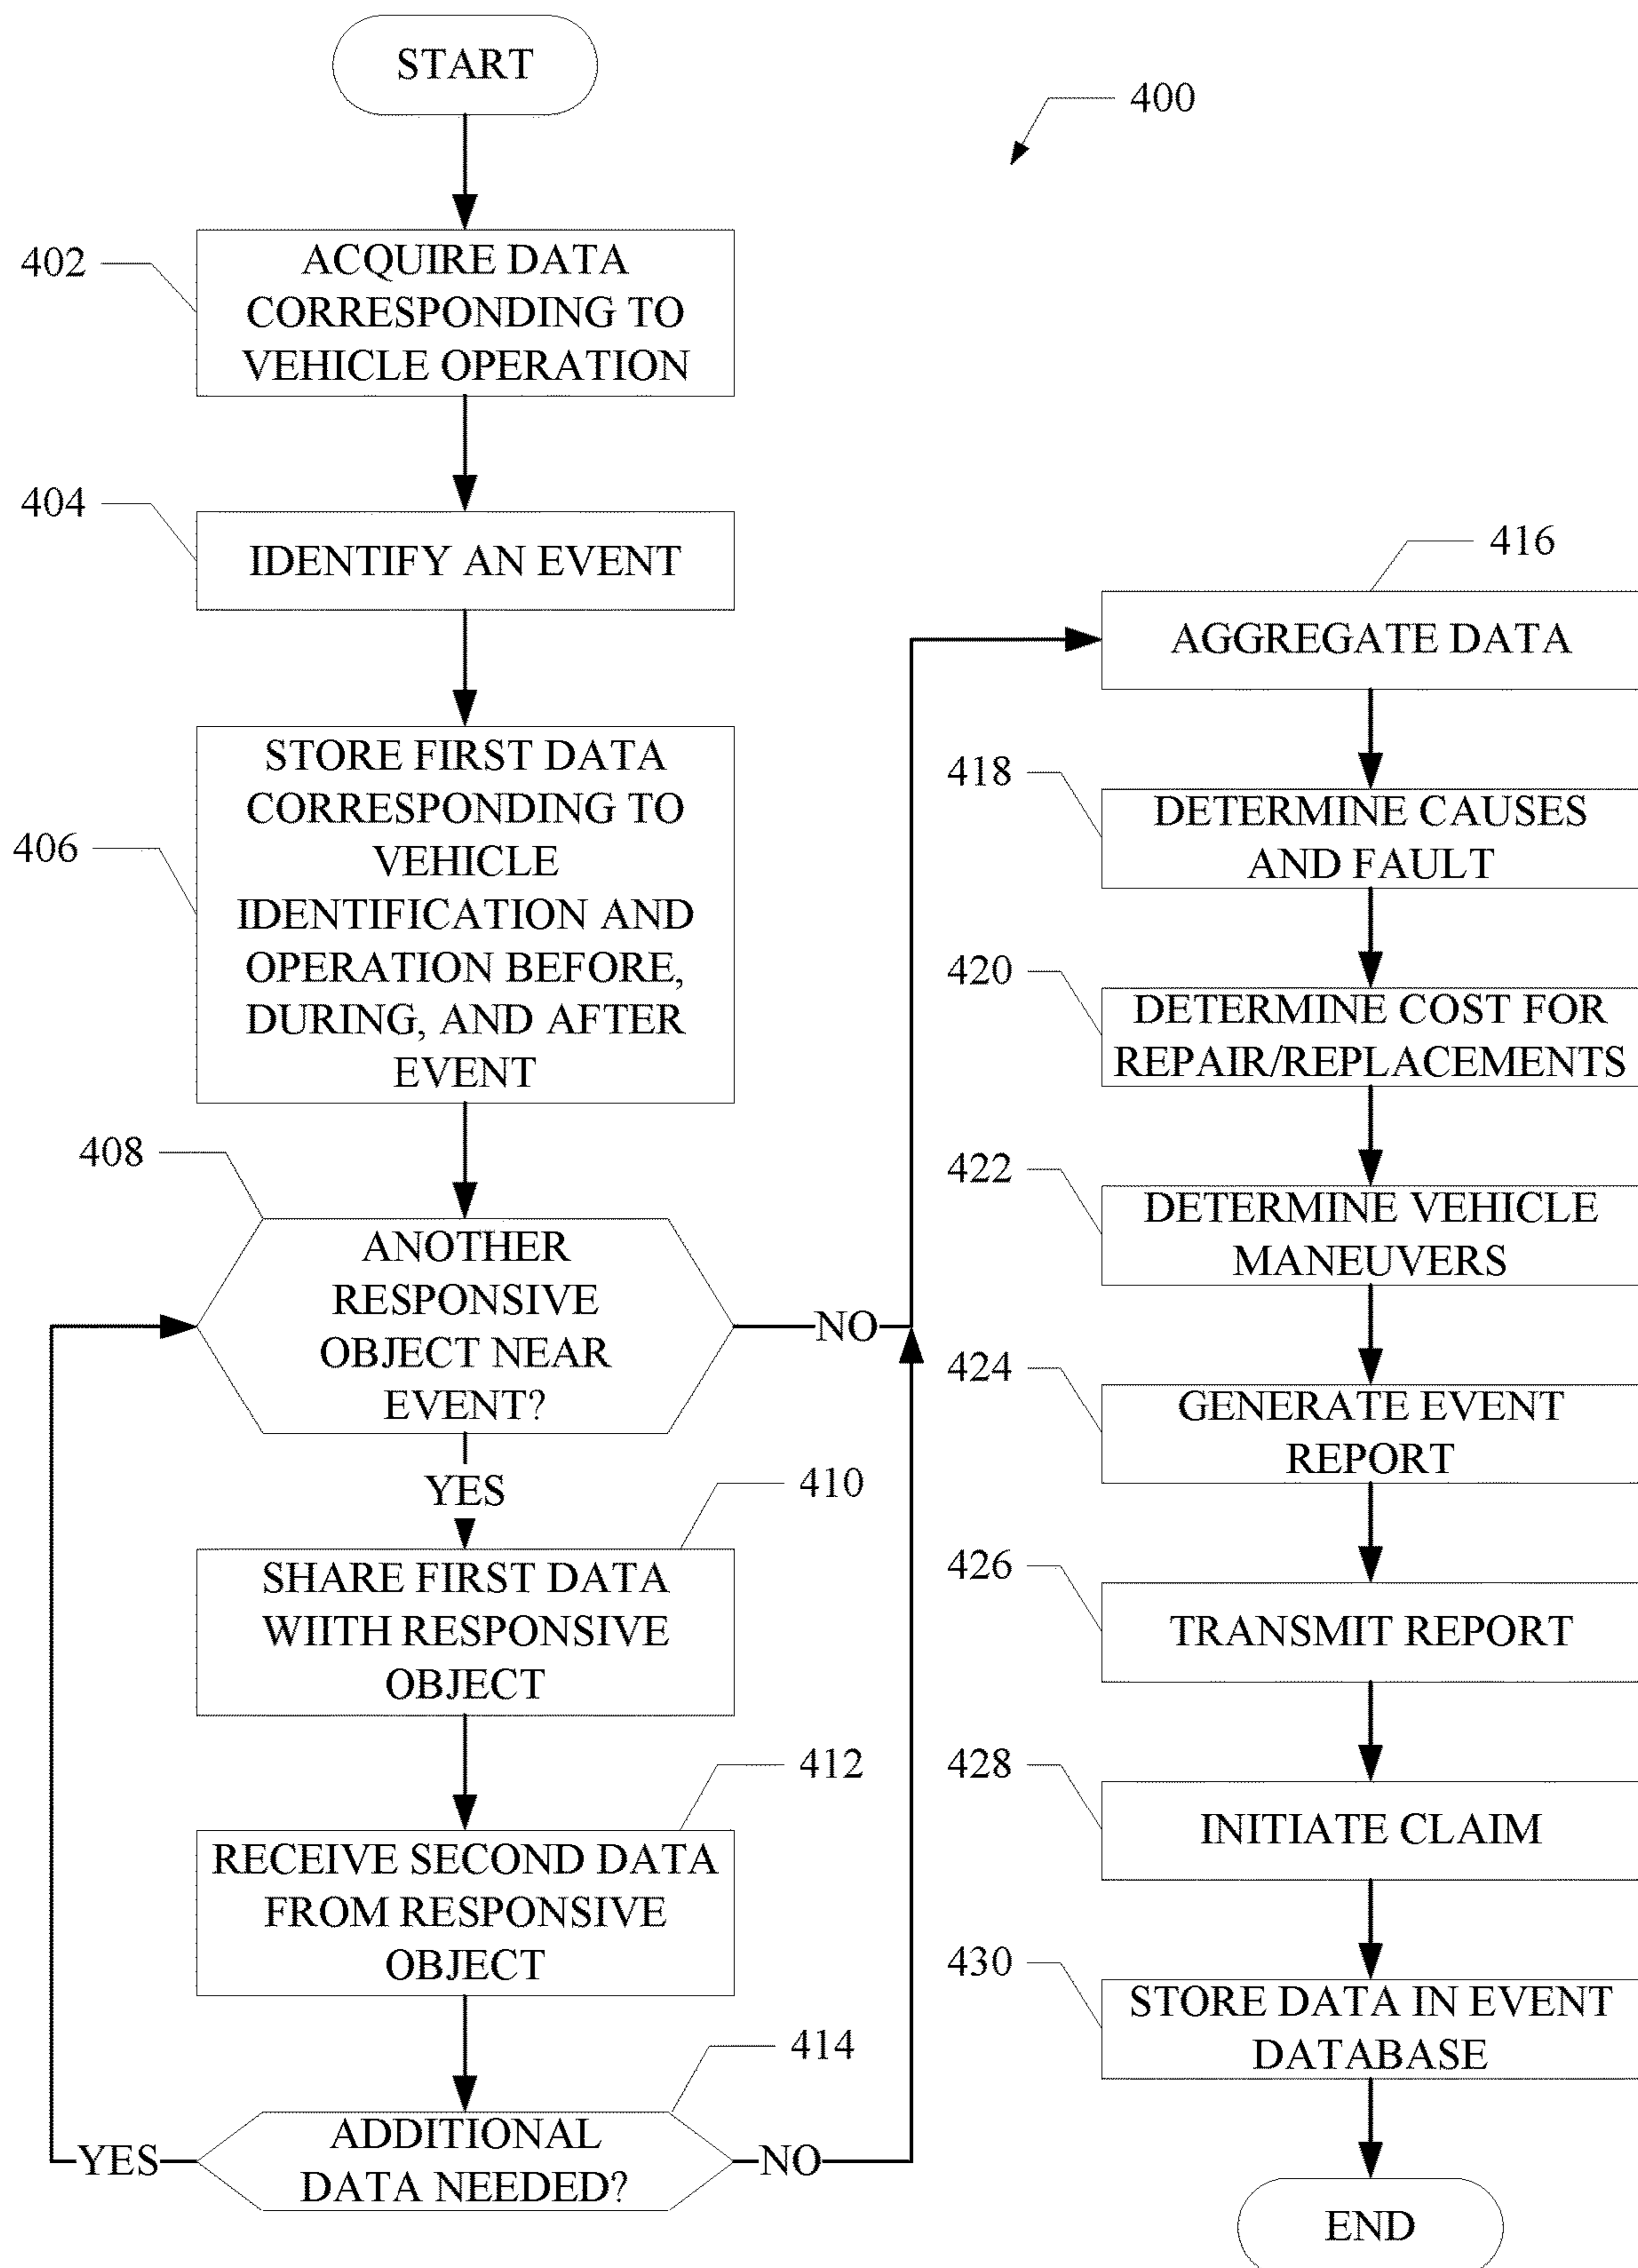 START
400
402
ACQUIRE DATA
CORRESPONDING TO
VEHICLE OPERATION
404
IDENTIFY AN EVENT
406
STORE FIRST DATA
CORRESPONDING TO
VEHICLE
IDENTIFICATION AND
OPERATION BEFORE,
DURING, AND AFTER
EVENT
408
ANOTHER
RESPONSIVE
OBJECT NEAR
EVENT?
NO
YES
410
SHARE FIRST DATA
WIITH RESPONSIVE
OBJECT
412
RECEIVE SECOND DATA
FROM RESPONSIVE
OBJECT
414
ADDITIONAL
DATA NEEDED?
YES
NO
416
AGGREGATE DATA
418
DETERMINE CAUSES
AND FAULT
420
DETERMINE COST FOR
REPAIR/REPLACEMENTS
422
DETERMINE VEHICLE
MANEUVERS
424
GENERATE EVENT
REPORT
426
TRANSMIT REPORT
428
INITIATE CLAIM
430
STORE DATA IN EVENT
DATABASE
END